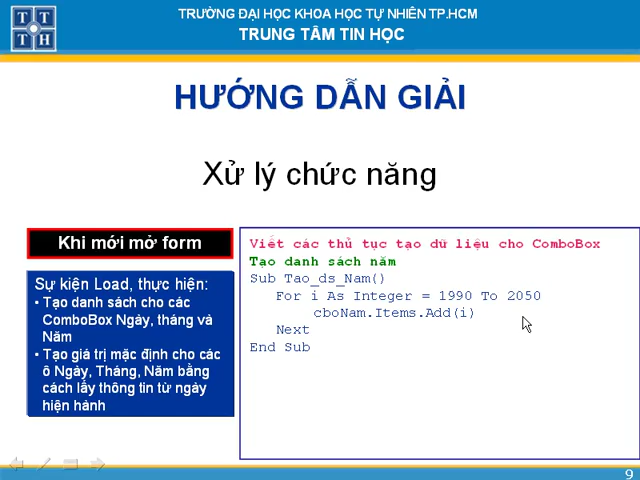 TRƯỜNG ĐẠI HỌC KHOA HỌC TỰ NHIÊN TP.HCM
TRUNG TÂM TIN HỌC
T T
T H
HƯỚNG DẪN GIẢI
Xử lý chức năng
Khi mới mở form
Sự kiện Load, thực hiện:
• Tạo danh sách cho các
ComboBox Ngày, tháng và
Năm
• Tạo giá trị mặc định cho các
ô Ngày, Tháng, Năm bằng
cách lấy thông tin từ ngày
hiện hành
Viết các thủ tục tạo dữ liệu cho ComboBox
Tạo danh sách năm
Sub Tao_ds_Nam()
For i As Integer = 1990 To 2050
cboNam.Items.Add(i)
Next
End Sub
9